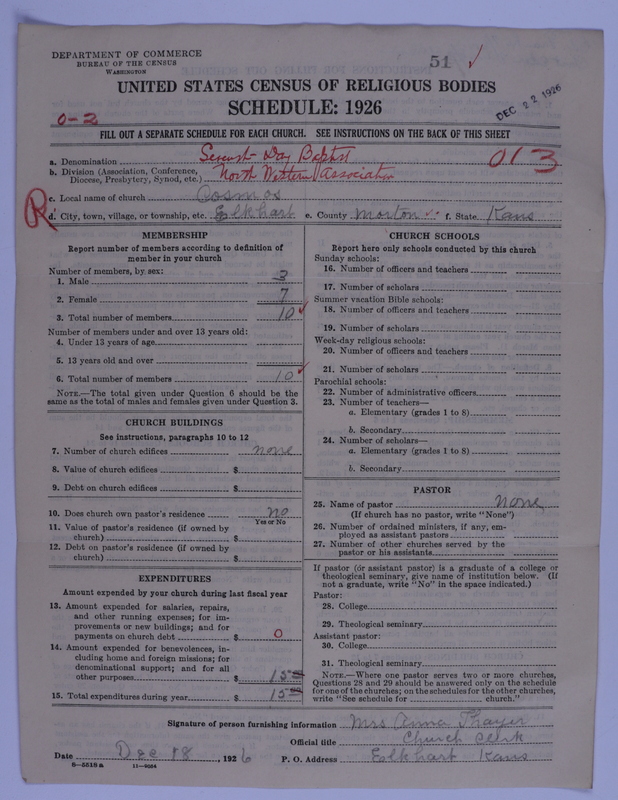 DEPARTMENT OF COMMERCE
BUREAU OF THE CENSUS
WASHINGTON
51
UNITED STATES CENSUS OF RELIGIOUS BODIES
SCHEDULE: 1926
DEC 22 1926
0-2
FILL OUT A SEPARATE SCHEDULE FOR EACH CHURCH. SEE INSTRUCTIONS ON THE BACK OF THIS SHEET
a. Denomination Seventh Day Baptist
013
b. Division (Association, Conference,
Diocese, Presbytery, Synod, etc.) North Western Association
R
c. Local name of church Cosmos
d. City, town, village, or township, etc. Elkhart e. County Morton f. State. Kans
MEMBERSHIP
Report number of members according to definition of
member in your church
Number of members, by sex:
1. Male 3
2. Female 7
3. Total number of members 10
Number of members under and over 13 years old:
4. Under 13 years of age
5. 13 years old and over
6. Total number of members 10
NOTE.—The total given under Question 6 should be the
same as the total of males and females given under Question 3.
CHURCH BUILDINGS
See instructions, paragraphs 10 to 12
7. Number of church edifices none
8. Value of church edifices $
9. Debt on church edifices $
10. Does church own pastor's residence no
Yes or No
11. Value of pastor's residence (if owned by
church) $
12. Debt on pastor's residence (if owned by
church) $
EXPENDITURES
Amount expended by your church during last fiscal year
13. Amount expended for salaries, repairs,
and other running expenses; for im-
provements or new buildings; and for
payments on church debt $ 0
14. Amount expended for benevolences, in-
cluding home and foreign missions; for
denominational support; and for all
other purposes $ 15
15. Total expenditures during year $ 15
CHURCH SCHOOLS
Report here only schools conducted by this church
Sunday schools:
16. Number of officers and teachers
17. Number of scholars
Summer vacation Bible schools:
18. Number of officers and teachers
19. Number of scholars
Week-day religious schools:
20. Number of officers and teachers
21. Number of scholars
Parochial schools:
22. Number of administrative officers
23. Number of teachers—
a. Elementary (grades 1 to 8)
b. Secondary
24. Number of scholars—
a. Elementary (grades 1 to 8)
b. Secondary
PASTOR
25. Name of pastor none
(If church has no pastor, write "None")
26. Number of ordained ministers, if any, em-
ployed as assistant pastors
27. Number of other churches served by the
pastor or his assistants
If pastor (or assistant pastor) is a graduate of a college or
theological seminary, give name of institution below. (If
not a graduate, write "No" in the space indicated.)
Pastor:
28. College
29. Theological seminary
Assistant pastor:
30. College
31. Theological seminary
NOTE.—Where one pastor serves two or more churches,
Questions 28 and 29 should be answered only on the schedule
for one of the churches; on the schedules for the other churches,
write "See schedule for church."
Signature of person furnishing information Mrs Anna Thayer
Official title Church Clerk
Date Dec 18, 1926 P. O. Address Elkhart Kans
8-5518a 11-9604